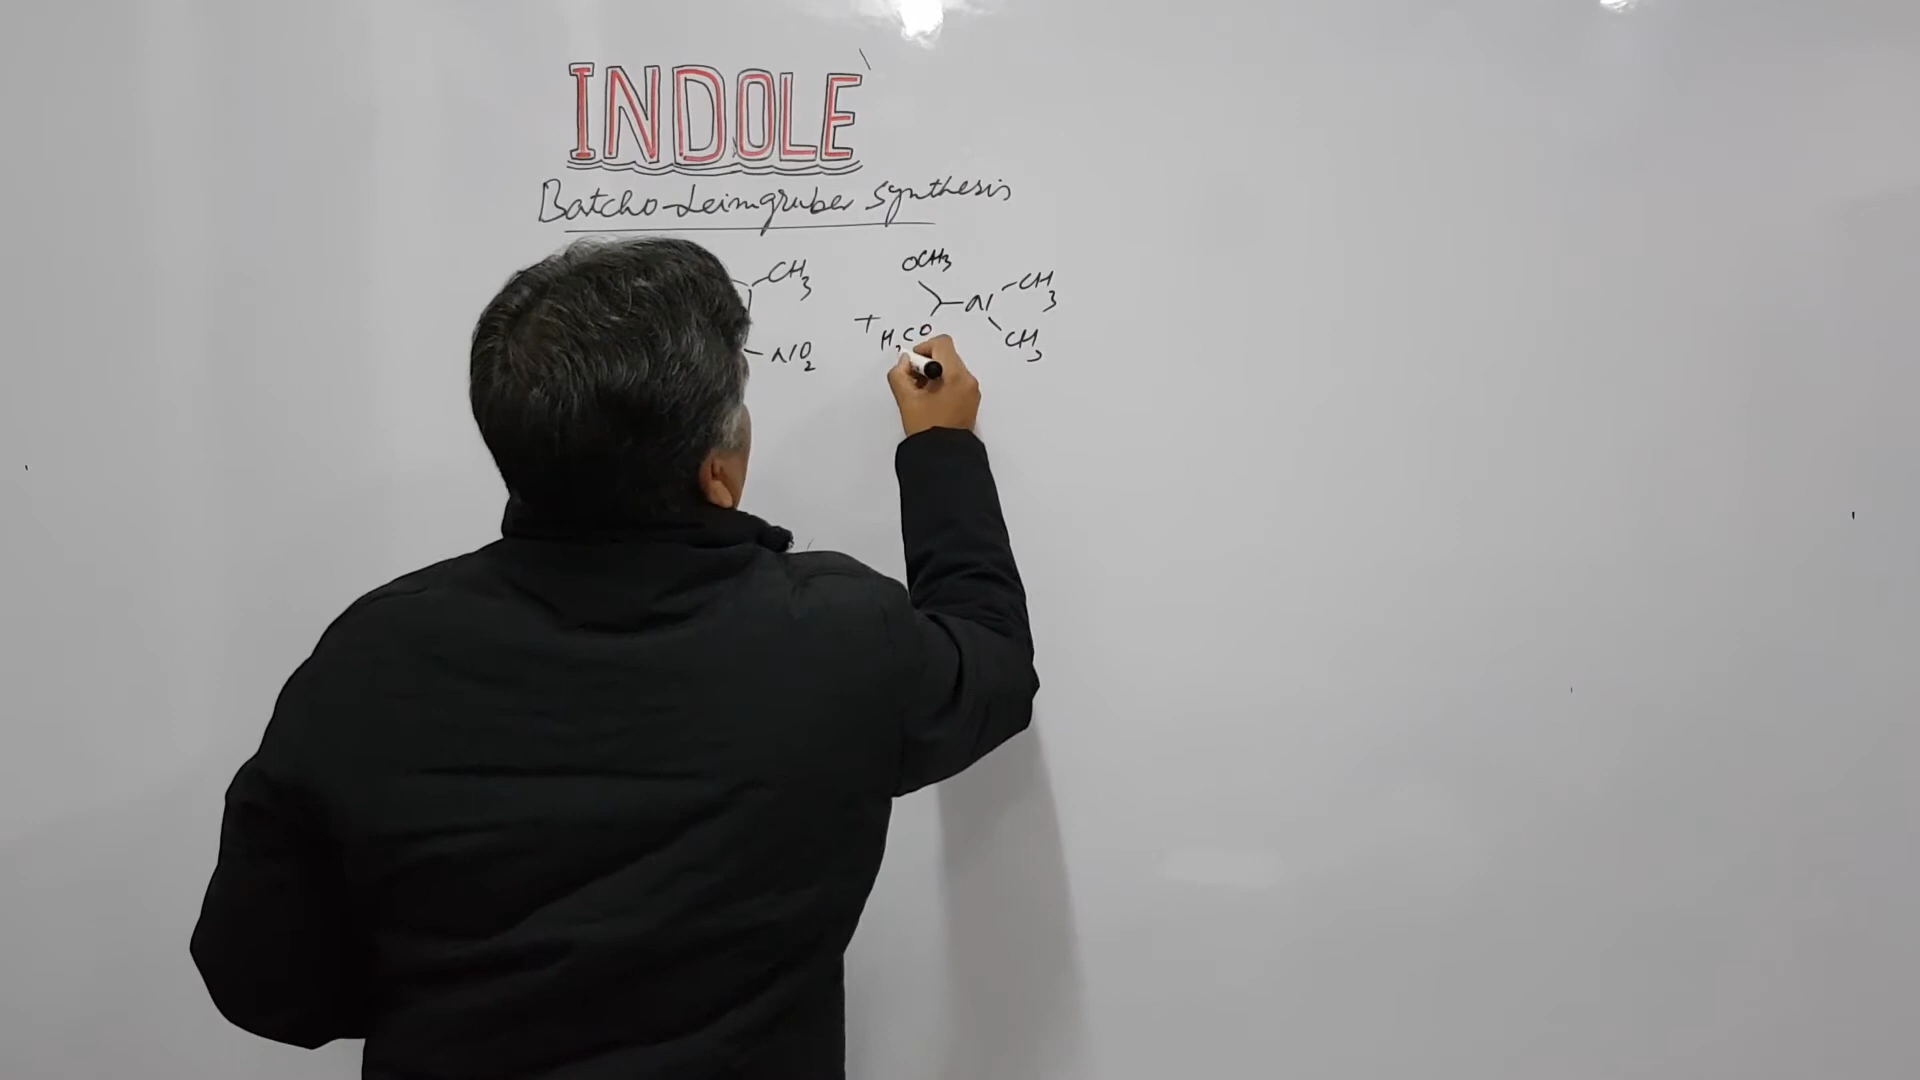 INDOLE
Batcho-Leimgruber synthesis
OCH3
CH3
N
CH3
+
H3CO
CH3
NO2